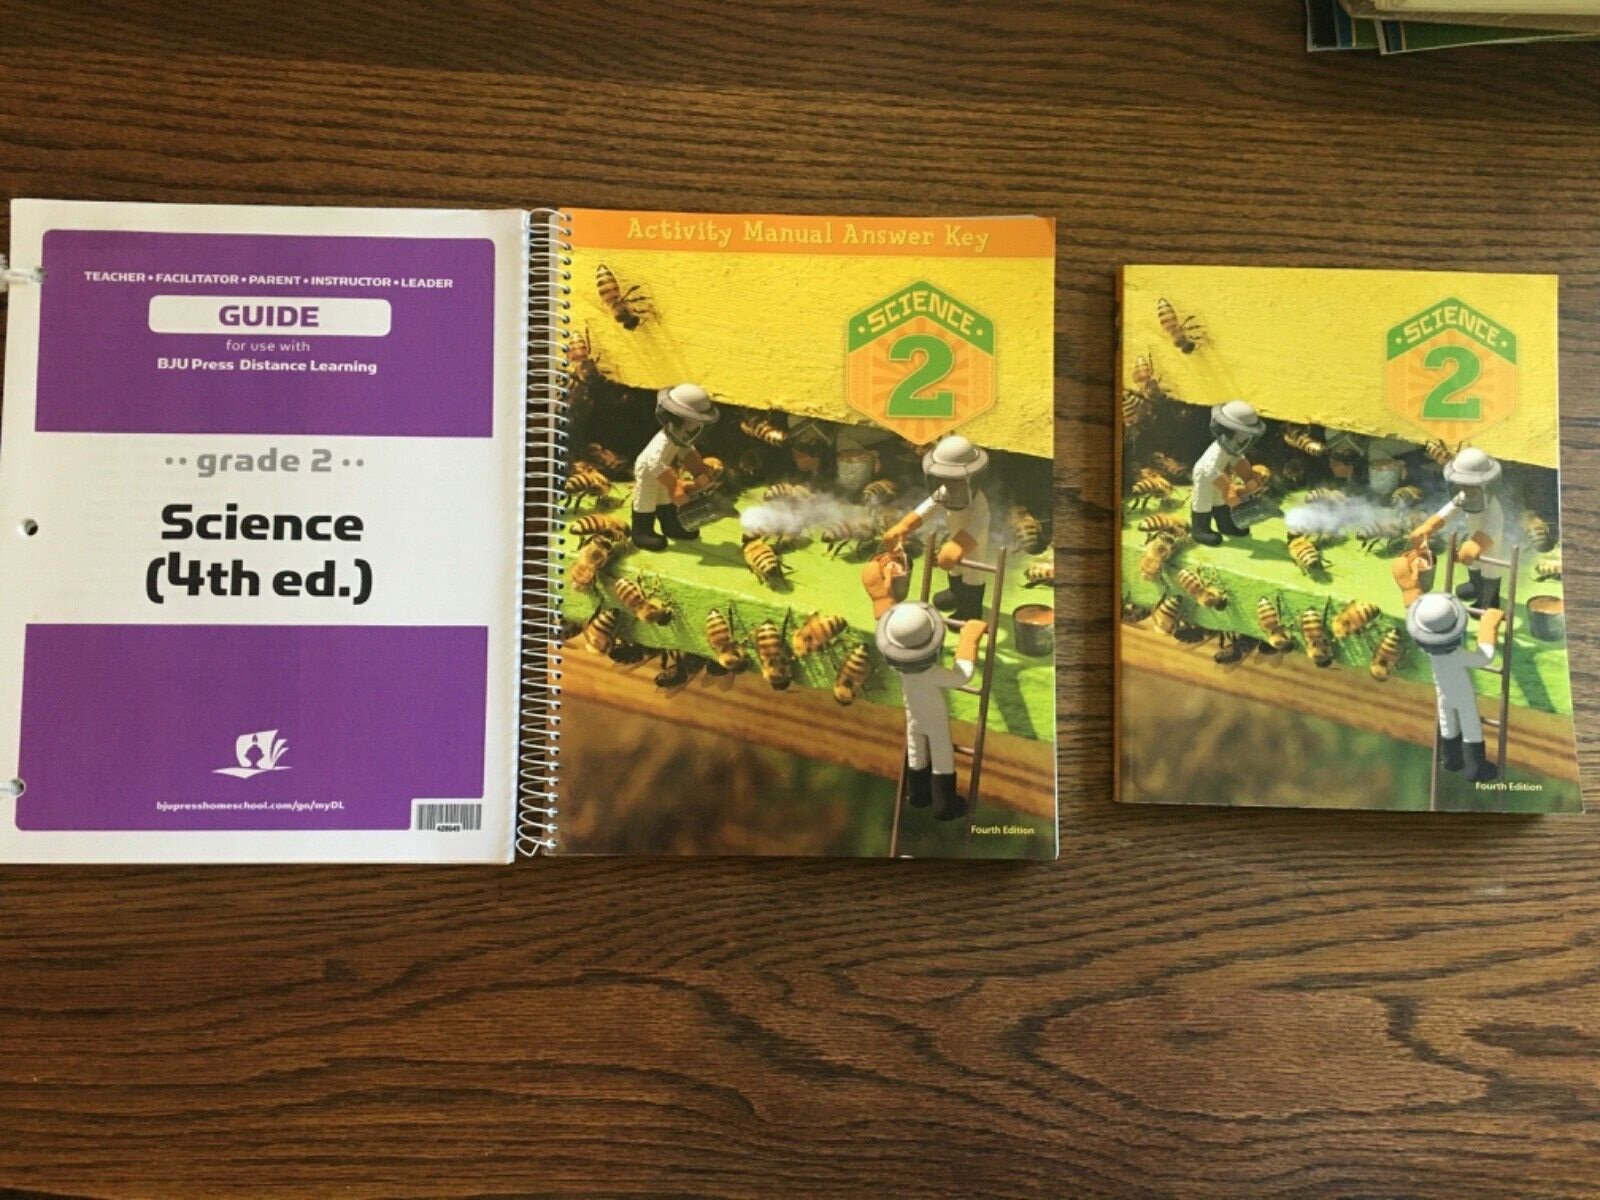 TEACHER • FACILITATOR • PARENT • INSTRUCTOR • LEADER
GUIDE
for use with
BJU Press Distance Learning
•• grade 2 ••
Science
(4th ed.)
bjupresshomeschool.com/go/myDL
428649
Activity Manual Answer Key
• SCIENCE •
2
Fourth Edition
• SCIENCE •
2
Fourth Edition